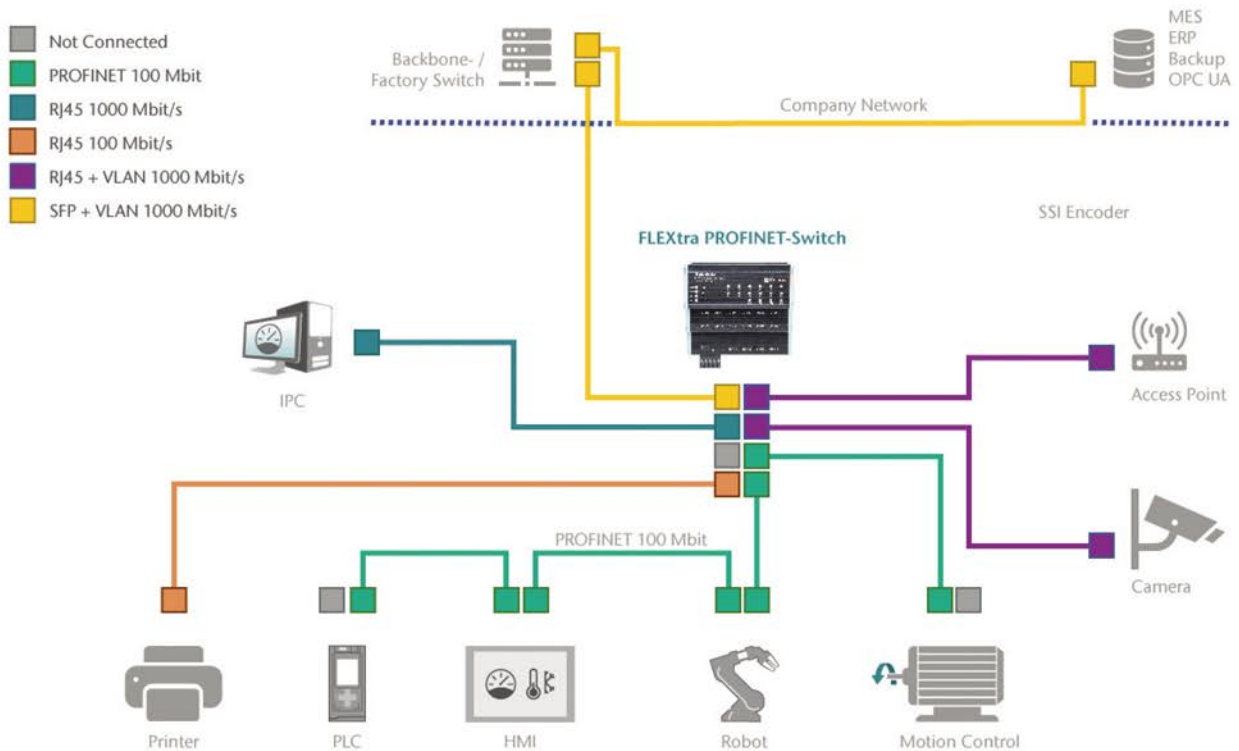 Not Connected
PROFINET 100 Mbit
RJ45 1000 Mbit/s
RJ45 100 Mbit/s
RJ45 + VLAN 1000 Mbit/s
SFP + VLAN 1000 Mbit/s
Backbone- /
Factory Switch
MES
ERP
Backup
OPC UA
Company Network
SSI Encoder
FLEXtra PROFINET-Switch
IPC
Access Point
PROFINET 100 Mbit
Camera
Printer
PLC
HMI
Robot
Motion Control